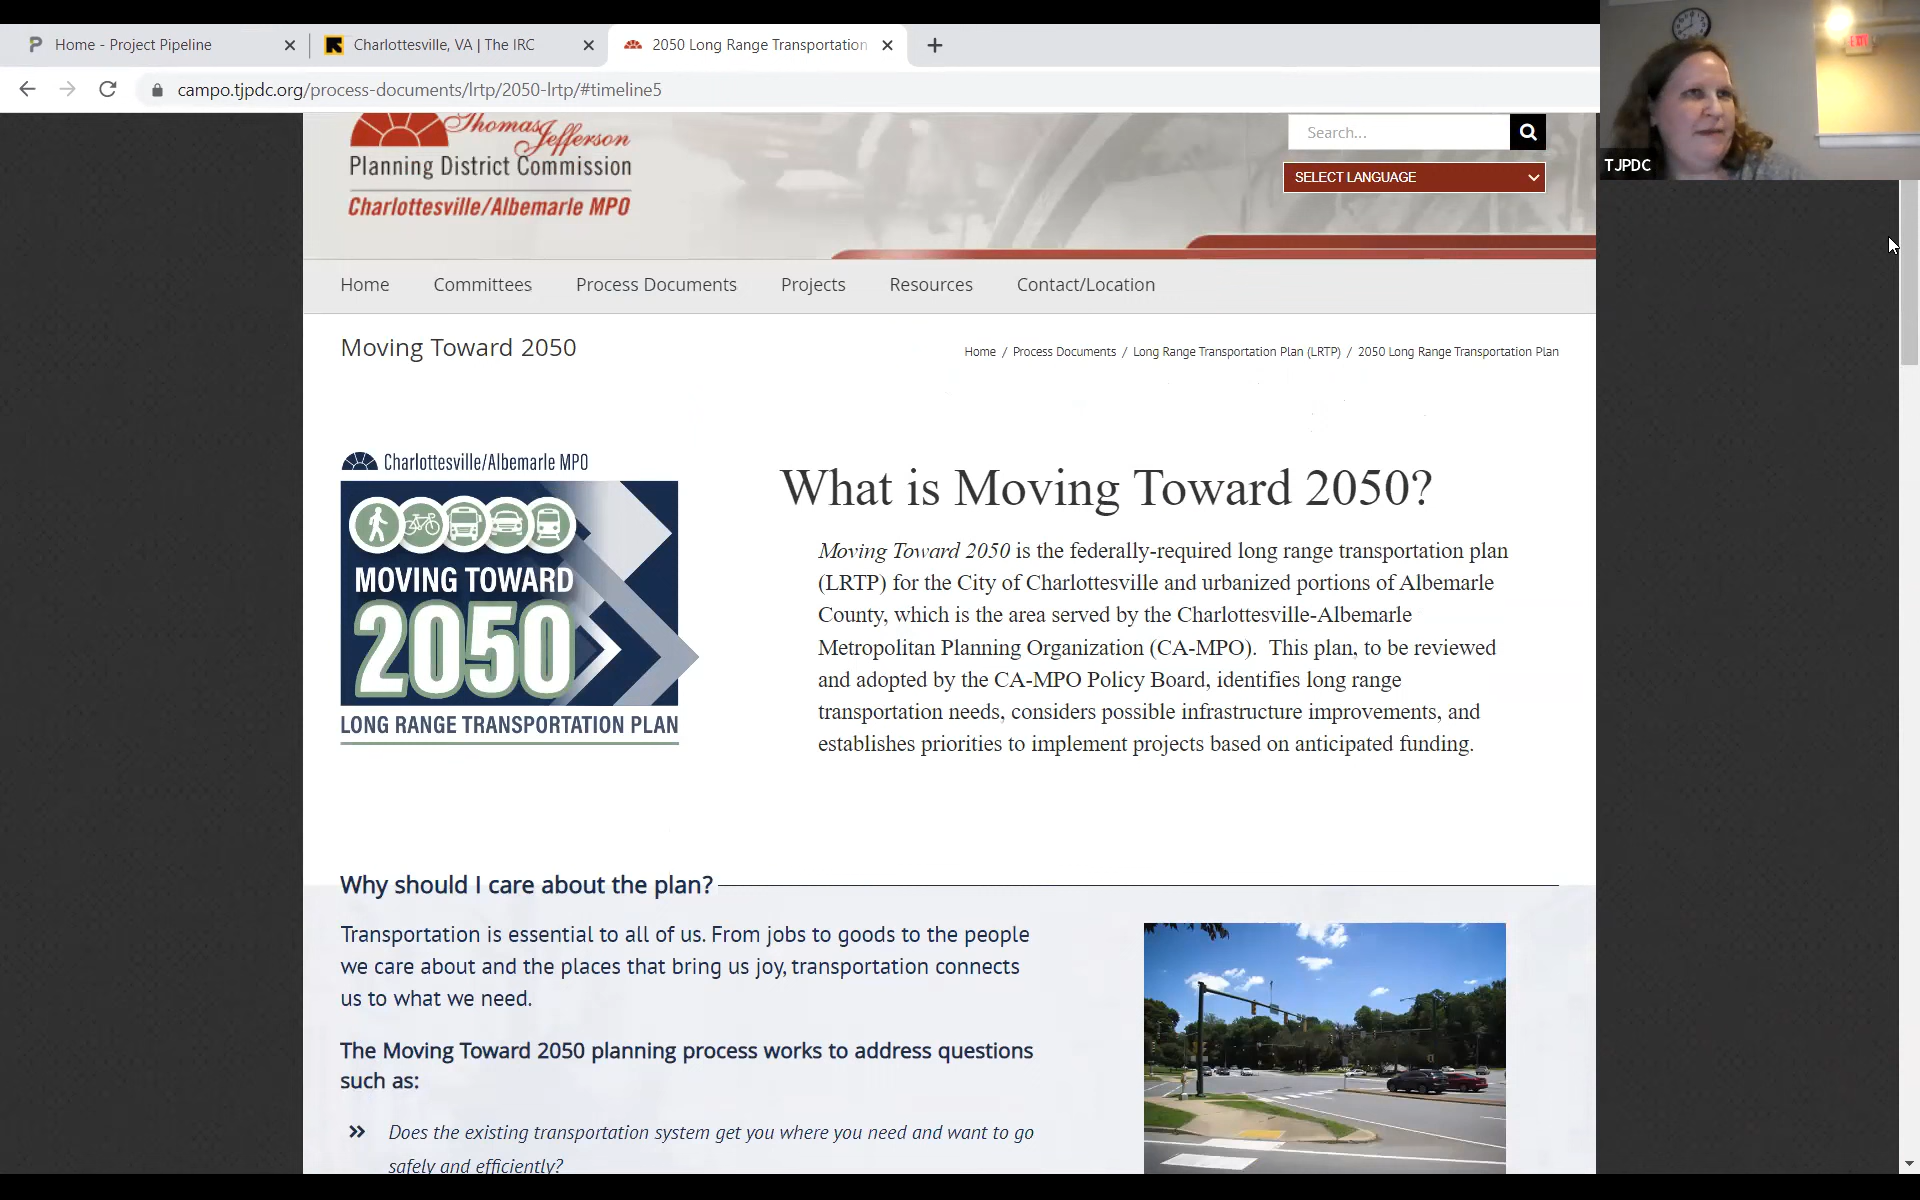 Home - Project Pipeline
Charlottesville, VA | The IRC
2050 Long Range Transportation
campo.tjpdc.org/process-documents/lrtp/2050-lrtp/#timeline5
EXIT
TJPDC
Thomas Jefferson
Planning District Commission
Charlottesville/Albemarle MPO
Search...
SELECT LANGUAGE
Home
Committees
Process Documents
Projects
Resources
Contact/Location
Moving Toward 2050
Home / Process Documents / Long Range Transportation Plan (LRTP) / 2050 Long Range Transportation Plan
Charlottesville/Albemarle MPO
MOVING TOWARD
2050
LONG RANGE TRANSPORTATION PLAN
What is Moving Toward 2050?
Moving Toward 2050 is the federally-required long range transportation plan
(LRTP) for the City of Charlottesville and urbanized portions of Albemarle
County, which is the area served by the Charlottesville-Albemarle
Metropolitan Planning Organization (CA-MPO). This plan, to be reviewed
and adopted by the CA-MPO Policy Board, identifies long range
transportation needs, considers possible infrastructure improvements, and
establishes priorities to implement projects based on anticipated funding.
Why should I care about the plan?
Transportation is essential to all of us. From jobs to goods to the people
we care about and the places that bring us joy, transportation connects
us to what we need.
The Moving Toward 2050 planning process works to address questions
such as:
Does the existing transportation system get you where you need and want to go
safely and efficiently?